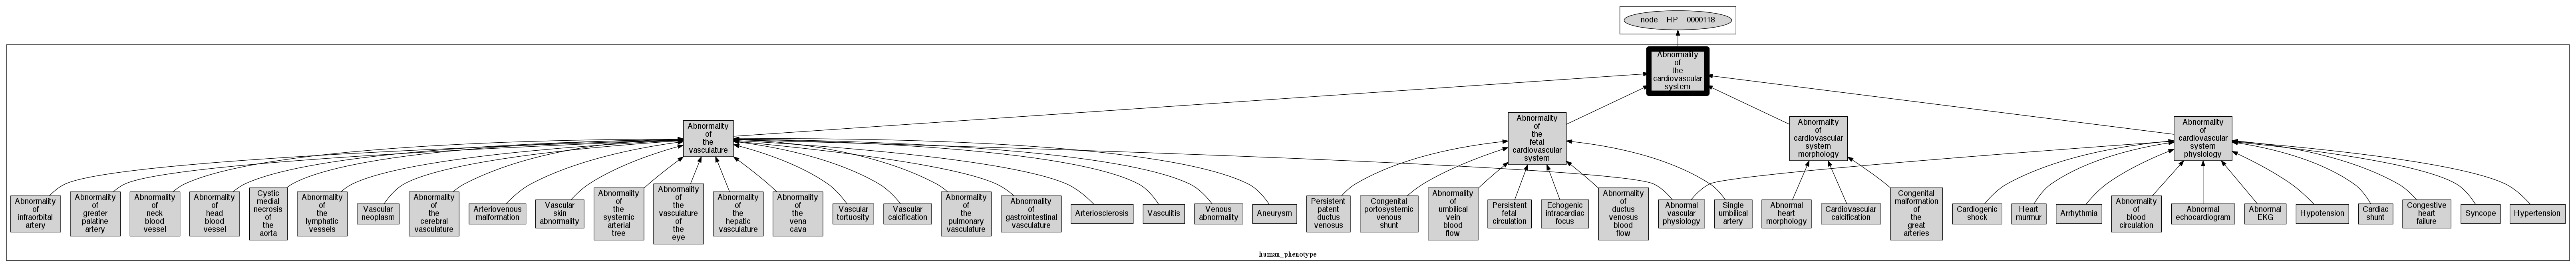 node__HP__0000118
Abnormality
of
the
cardiovascular
system
Abnormality
of
the
vasculature
Abnormality
of
the
fetal
cardiovascular
system
Abnormality
of
cardiovascular
system
morphology
Abnormality
of
cardiovascular
system
physiology
Abnormality
of
infraorbital
artery
Abnormality
of
greater
palatine
artery
Abnormality
of
neck
blood
vessel
Abnormality
of
head
blood
vessel
Cystic
medial
necrosis
of
the
aorta
Abnormality
of
the
lymphatic
vessels
Vascular
neoplasm
Abnormality
of
the
cerebral
vasculature
Arteriovenous
malformation
Vascular
skin
abnormality
Abnormality
of
the
systemic
arterial
tree
Abnormality
of
the
vasculature
of
the
eye
Abnormality
of
the
hepatic
vasculature
Abnormality
of
the
vena
cava
Vascular
tortuosity
Vascular
calcification
Abnormality
of
the
pulmonary
vasculature
Abnormality
of
gastrointestinal
vasculature
Arteriosclerosis
Vasculitis
Venous
abnormality
Aneurysm
Persistent
patent
ductus
venosus
Congenital
portosystemic
venous
shunt
Abnormality
of
umbilical
vein
blood
flow
Persistent
fetal
circulation
Echogenic
intracardiac
focus
Abnormality
of
ductus
venosus
blood
flow
Abnormal
vascular
physiology
Single
umbilical
artery
Abnormal
heart
morphology
Cardiovascular
calcification
Congenital
malformation
of
the
great
arteries
Cardiogenic
shock
Heart
murmur
Arrhythmia
Abnormality
of
blood
circulation
Abnormal
echocardiogram
Abnormal
EKG
Hypotension
Cardiac
shunt
Congestive
heart
failure
Syncope
Hypertension
human_phenotype